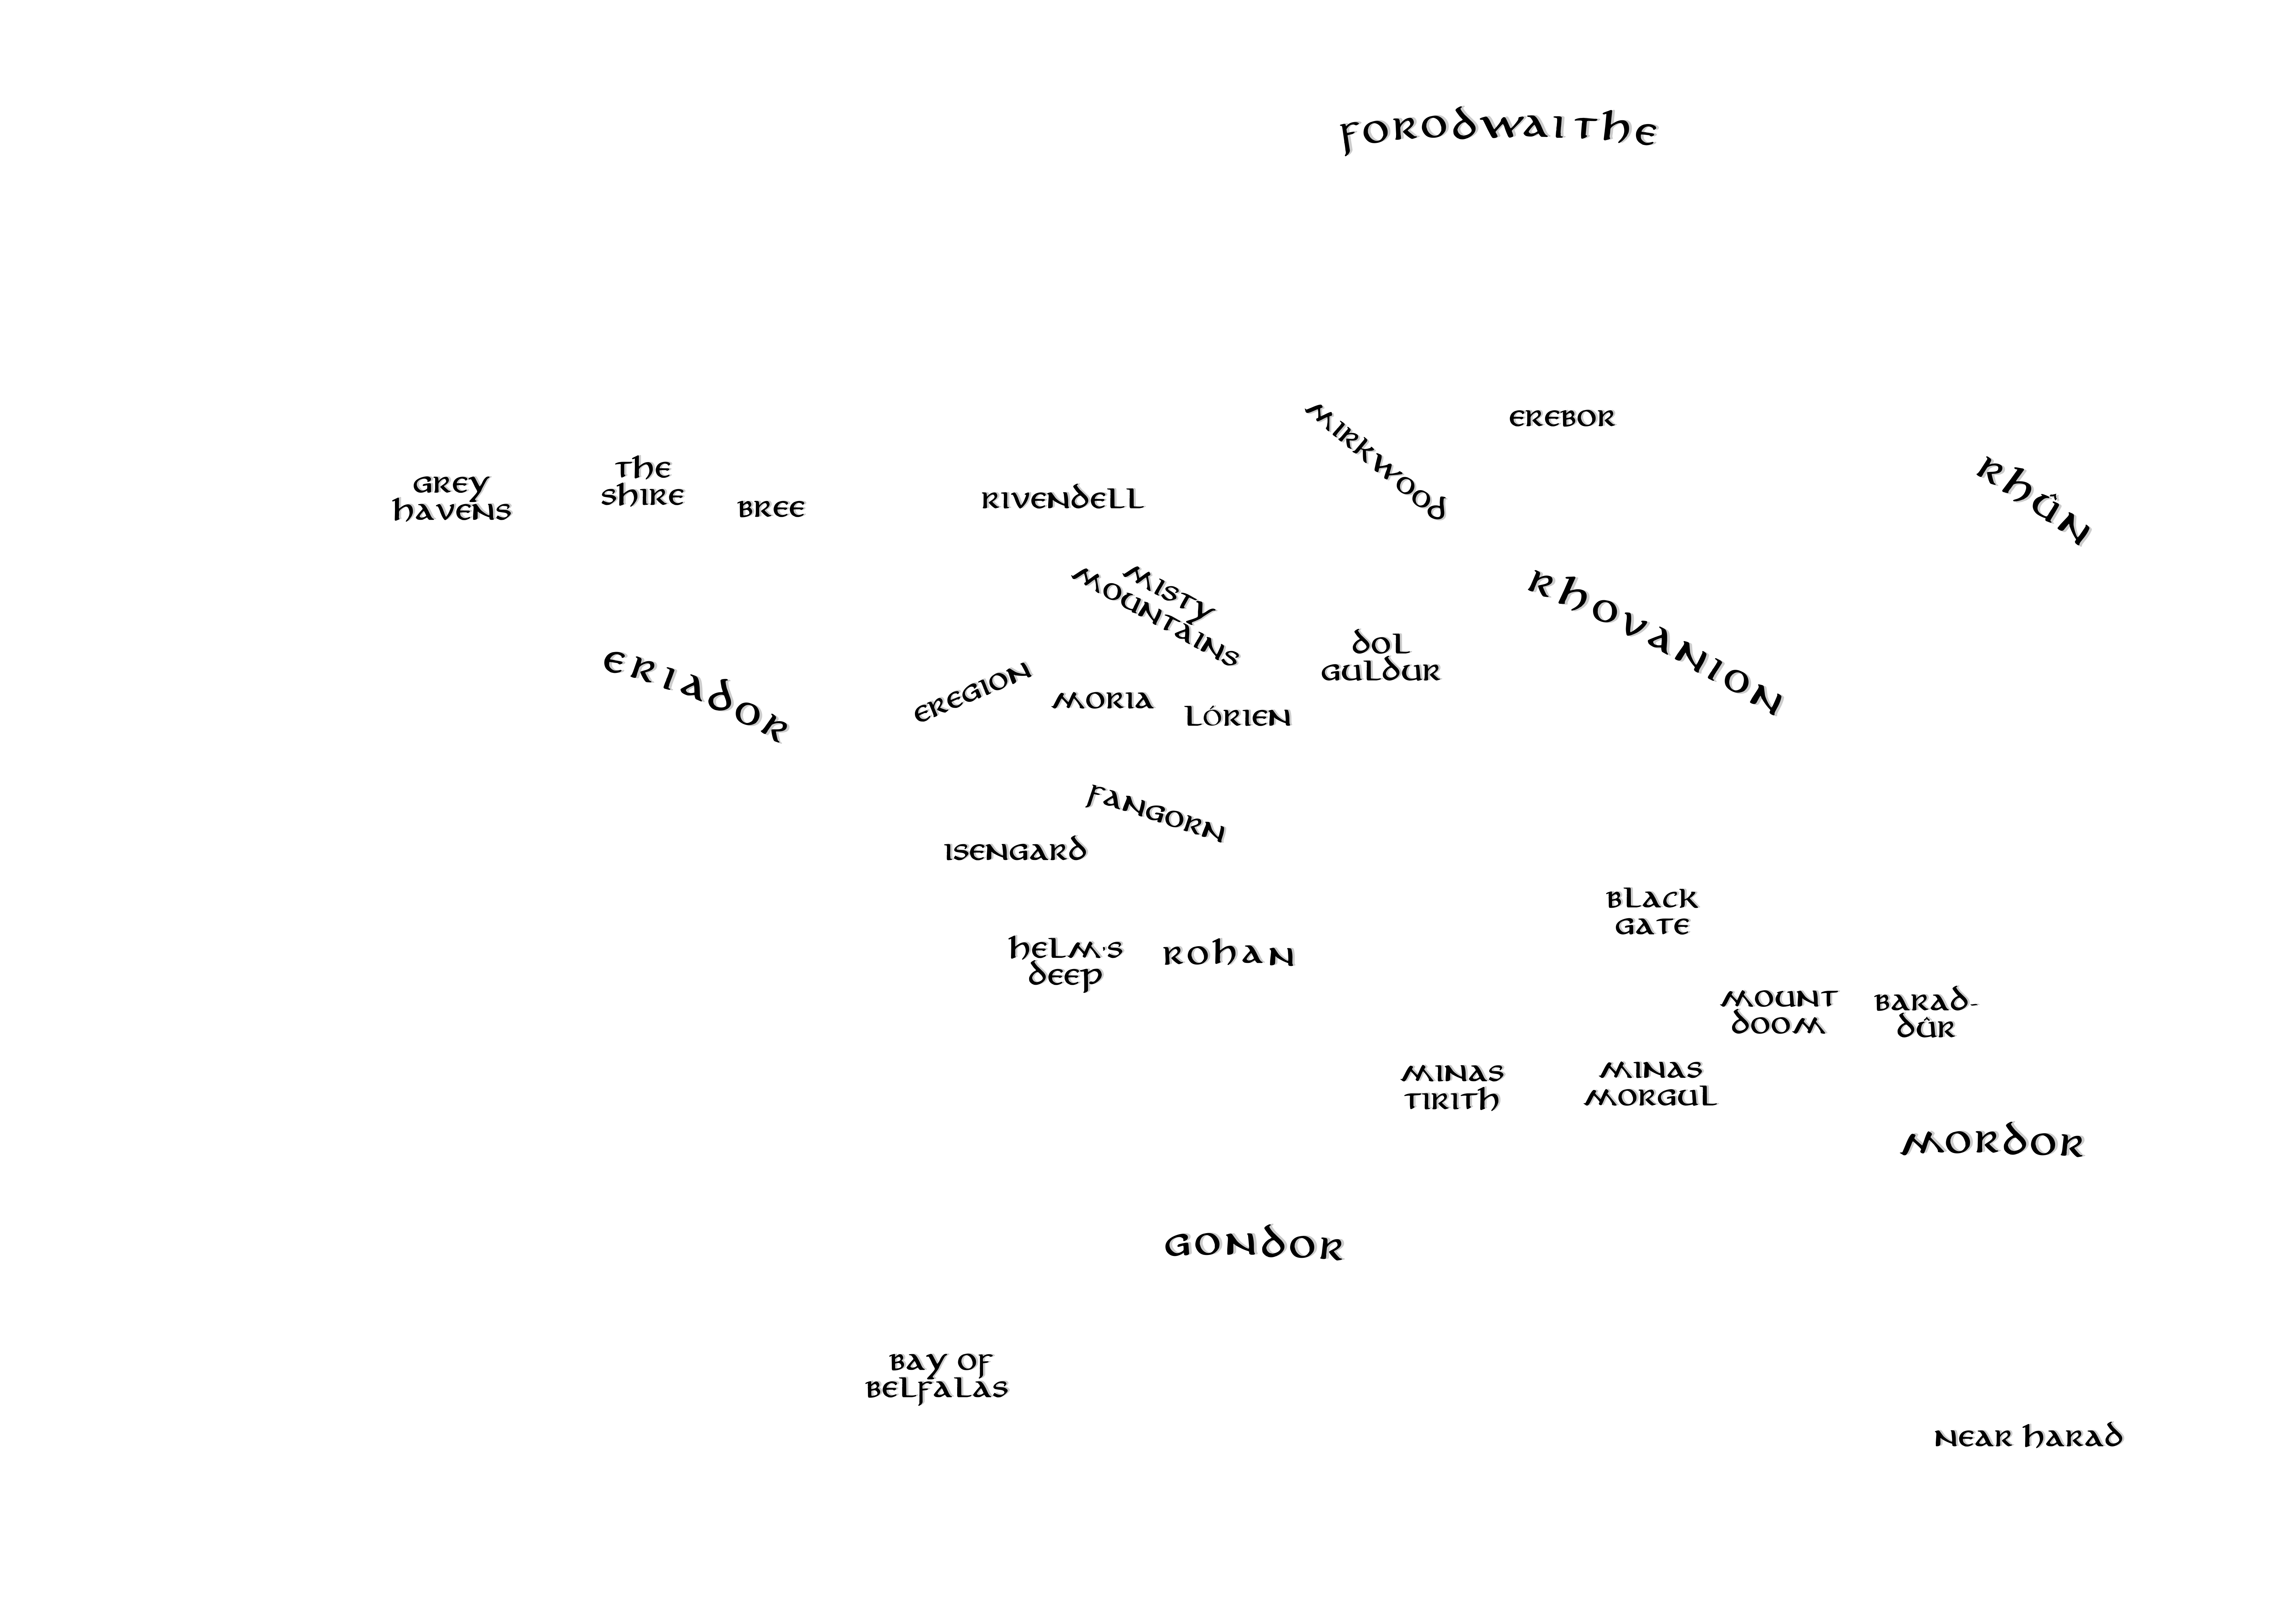 FORODWAITHE
MIRKWOOD
EREBOR
GREY
HAVENS
THE
SHIRE
BREE
RIVENDELL
RHÛN
MISTY
MOUNTAINS
RHOVANION
DOL
GULDUR
ERIADOR
EREGION
MORIA
LÓRIEN
FANGORN
ISENGARD
BLACK
GATE
HELM'S
DEEP
ROHAN
MOUNT
DOOM
BARAD-
DÛR
MINAS
TIRITH
MINAS
MORGUL
MORDOR
GONDOR
BAY OF
BELFALAS
NEAR HARAD